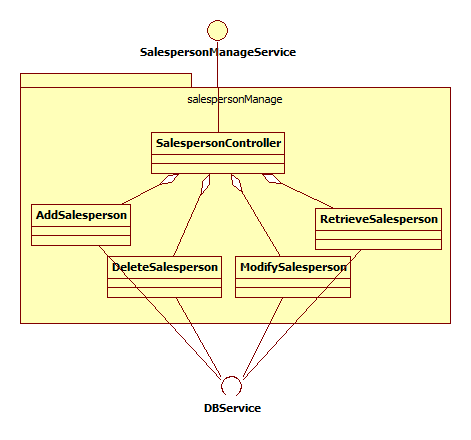 SalespersonManageService
salespersonManage
SalespersonController
AddSalesperson
RetrieveSalesperson
DeleteSalesperson
ModifySalesperson
DBService